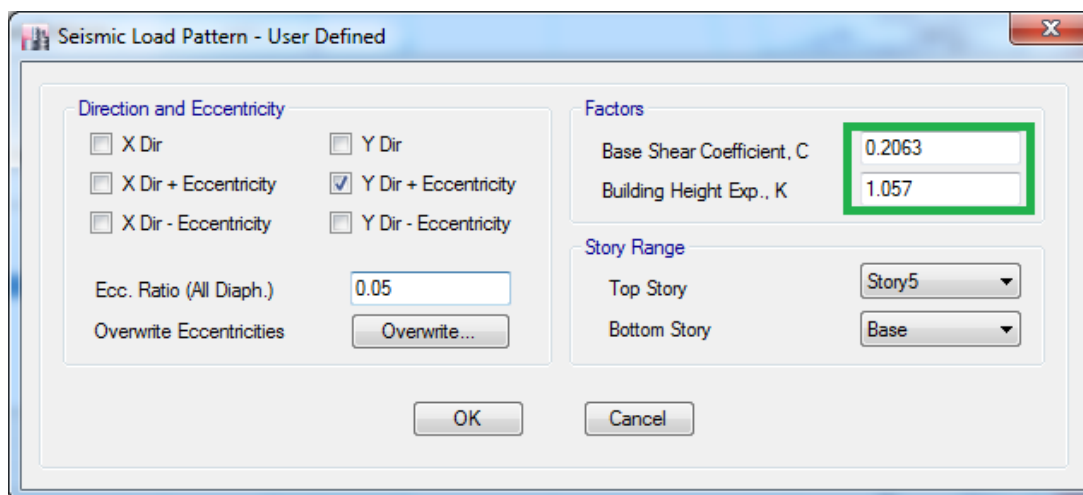 Seismic Load Pattern - User Defined
X
Direction and Eccentricity
X Dir
Y Dir
X Dir + Eccentricity
Y Dir + Eccentricity
X Dir - Eccentricity
Y Dir - Eccentricity
Ecc. Ratio (All Diaph.) 0.05
Overwrite Eccentricities Overwrite...
Factors
Base Shear Coefficient, C 0.2063
Building Height Exp., K 1.057
Story Range
Top Story Story5
Bottom Story Base
OK
Cancel